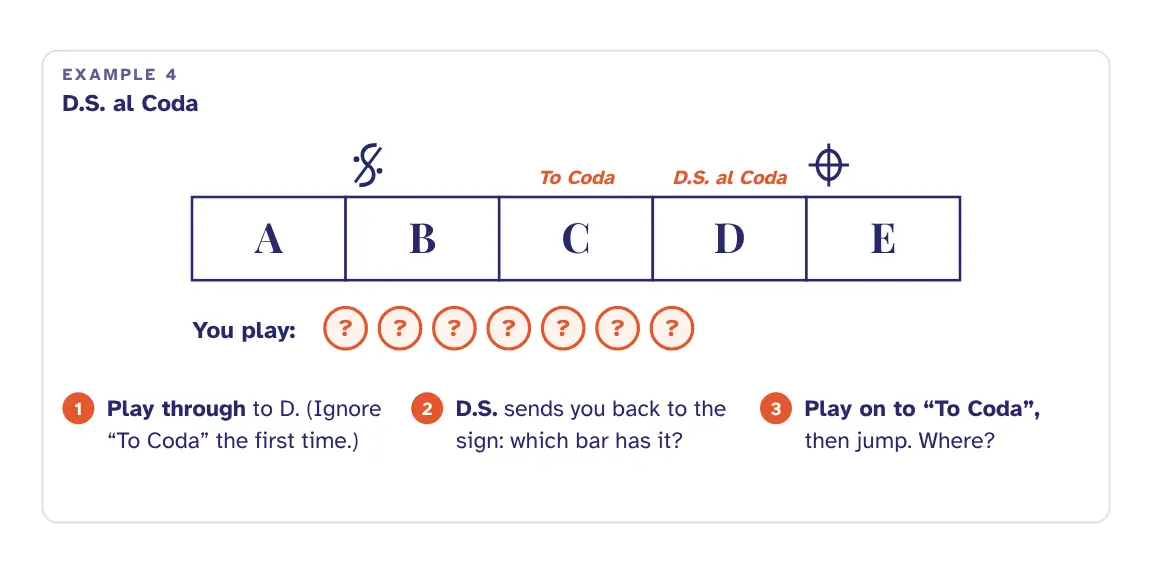 EXAMPLE 4
D.S. al Coda
To Coda D.S. al Coda
A B C D E
You play: ? ? ? ? ? ? ?
1 Play through to D. (Ignore
“To Coda” the first time.)
2 D.S. sends you back to the
sign: which bar has it?
3 Play on to “To Coda”,
then jump. Where?